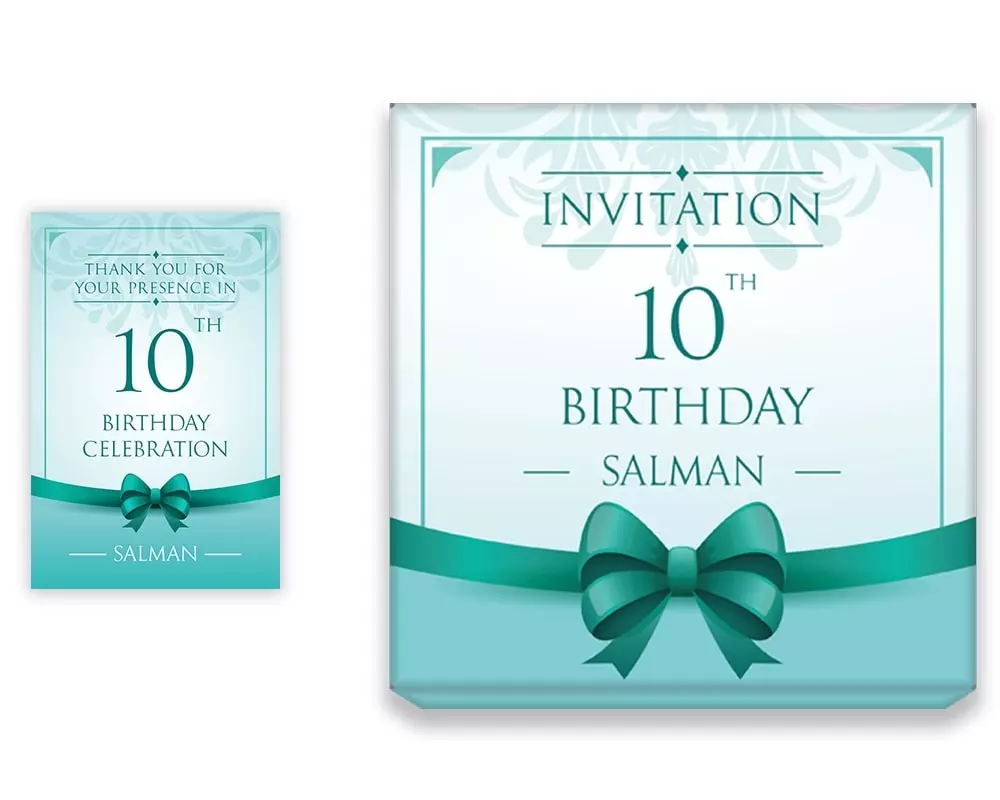 THANK YOU FOR
YOUR PRESENCE IN
10TH
BIRTHDAY
CELEBRATION
SALMAN
INVITATION
10TH
BIRTHDAY
SALMAN